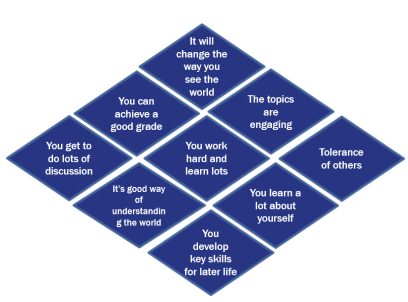 It will
change the
way you
see the
world
You can
achieve a
good grade
The topics
are
engaging
You get to
do lots of
discussion
You work
hard and
learn lots
Tolerance
of others
It's good way
of
understandin
g the world
You learn a
lot about
yourself
You
develop
key skills
for later life